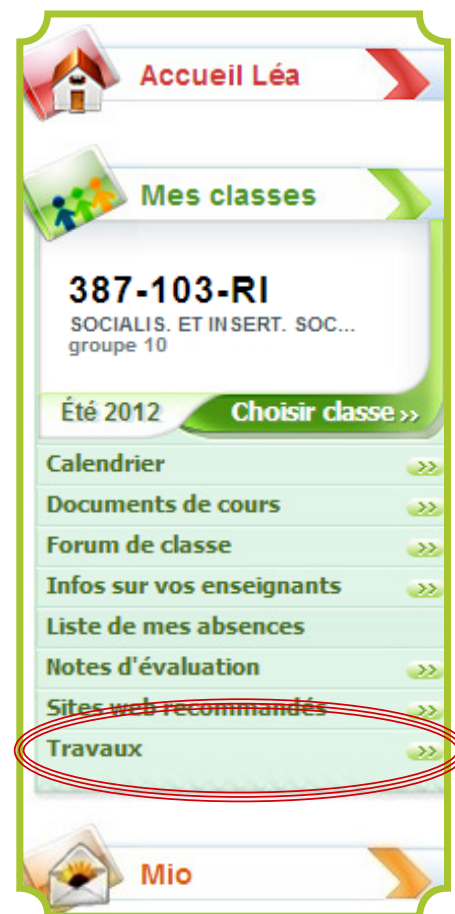 Accueil Léa
Mes classes
387-103-RI
SOCIALIS. ET INSERT. SOC...
groupe 10
Été 2012
Choisir classe >>
Calendrier >>
Documents de cours >>
Forum de classe >>
Infos sur vos enseignants >>
Liste de mes absences
Notes d'évaluation >>
Sites web recommandés >>
Travaux >>
Mio